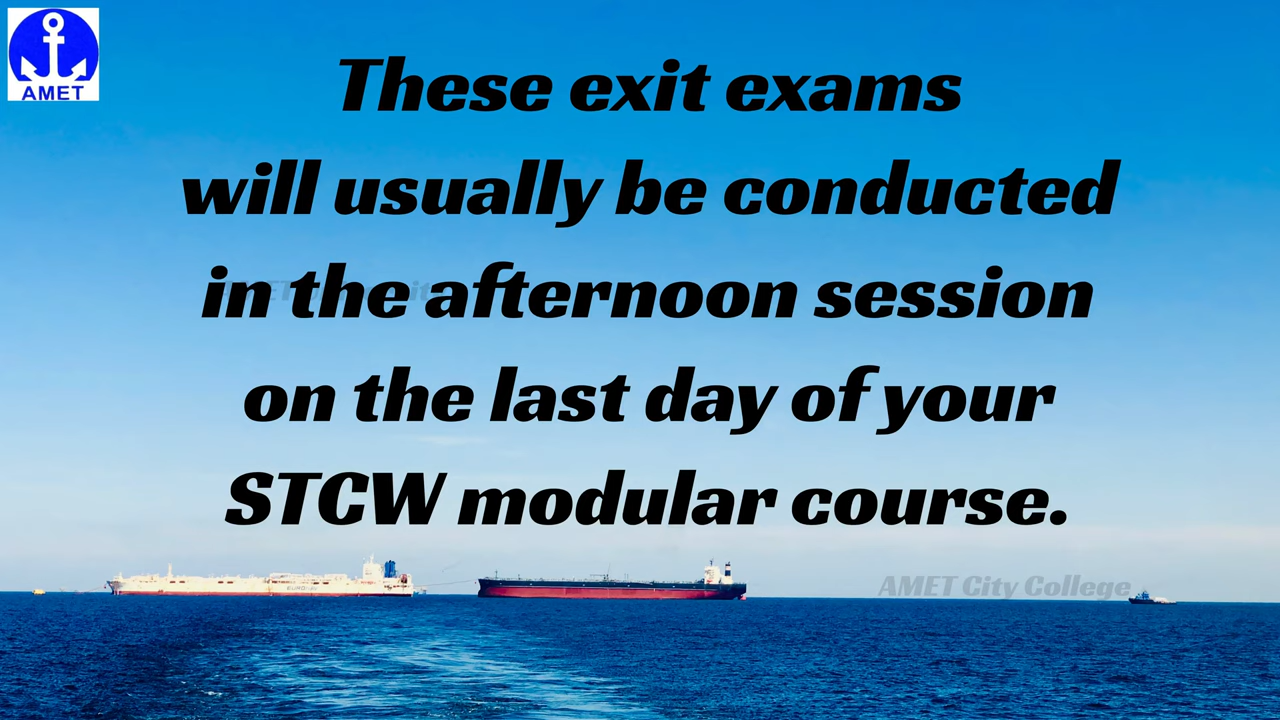 AMET
These exit exams
will usually be conducted
in the afternoon session
on the last day of your
STCW modular course.
AMET City College